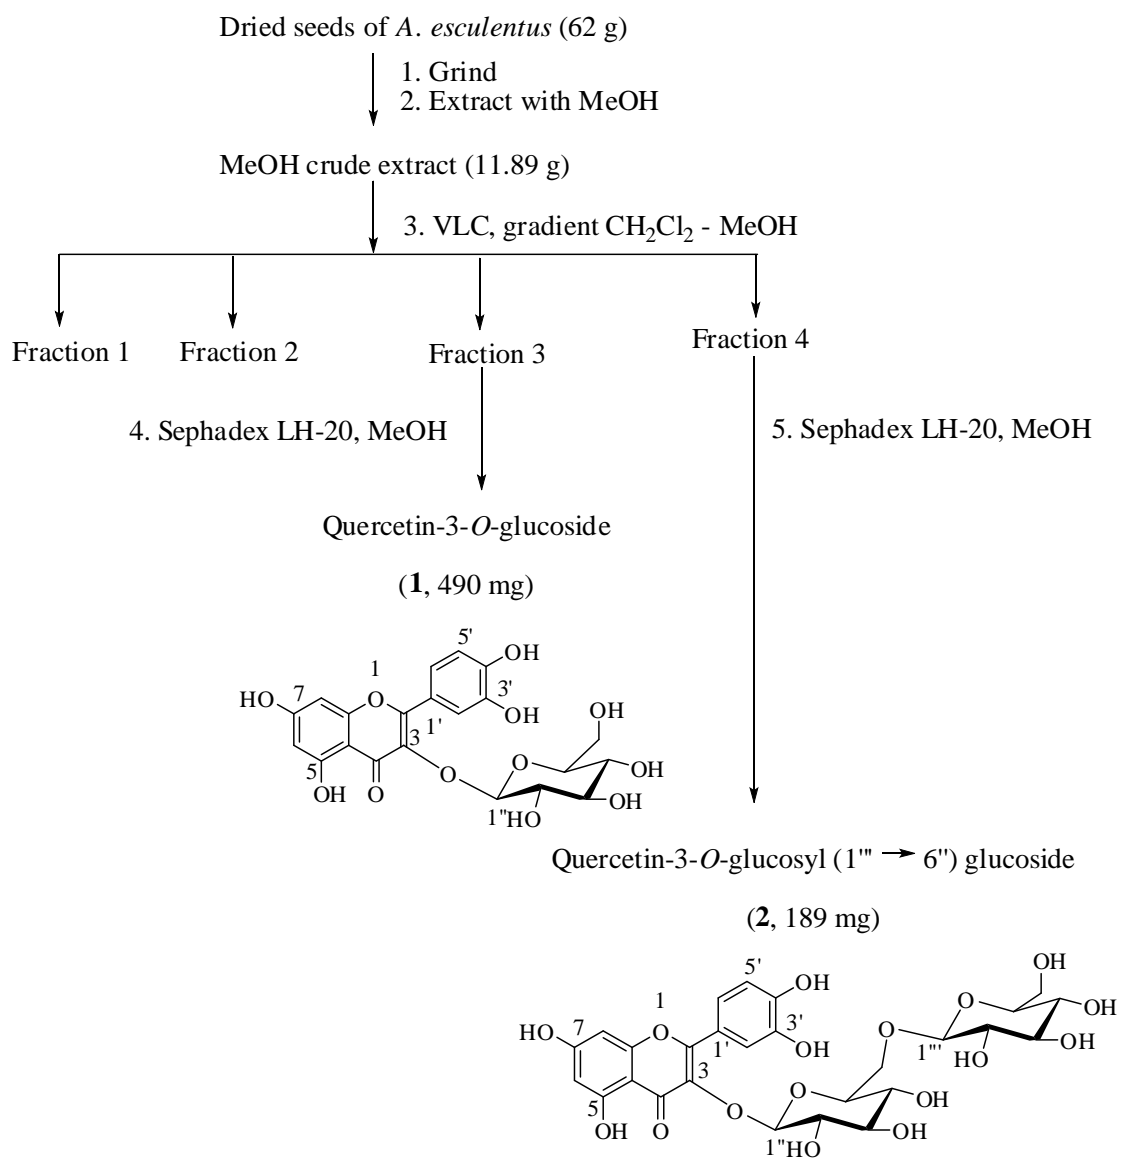 Dried seeds of A. esculentus (62 g)
1. Grind
2. Extract with MeOH
MeOH crude extract (11.89 g)
3. VLC, gradient CH2Cl2 - MeOH
Fraction 1
Fraction 2
Fraction 3
Fraction 4
4. Sephadex LH-20, MeOH
5. Sephadex LH-20, MeOH
Quercetin-3-O-glucoside
(1, 490 mg)
5'
OH
1
3'
OH
7
HO
O
1'
3
OH
O
O
OH
5
OH
O
1''
HO
OH
Quercetin-3-O-glucosyl (1''' → 6'') glucoside
(2, 189 mg)
5'
OH
1
3'
OH
7
HO
O
1'
3
OH
O
OH
O
1'''
HO
OH
O
OH
5
OH
O
O
1''
HO
OH